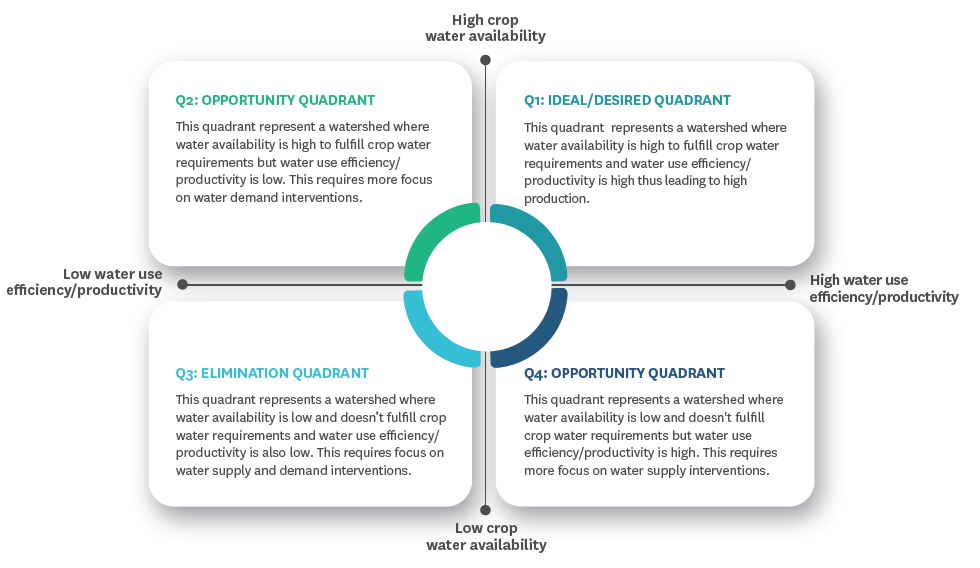 High crop
water availability
Q2: OPPORTUNITY QUADRANT
This quadrant represent a watershed where
water availability is high to fulfill crop water
requirements but water use efficiency/
productivity is low. This requires more focus
on water demand interventions.
Q1: IDEAL/DESIRED QUADRANT
This quadrant represents a watershed where
water availability is high to fulfill crop water
requirements and water use efficiency/
productivity is high thus leading to high
production.
Low water use
efficiency/productivity
High water use
efficiency/productivity
Q3: ELIMINATION QUADRANT
This quadrant represents a watershed where
water availability is low and doesn’t fulfill crop
water requirements and water use efficiency/
productivity is also low. This requires focus on
water supply and demand interventions.
Q4: OPPORTUNITY QUADRANT
This quadrant represents a watershed where
water availability is low and doesn't fulfill
crop water requirements but water use
efficiency/productivity is high. This requires
more focus on water supply interventions.
Low crop
water availability